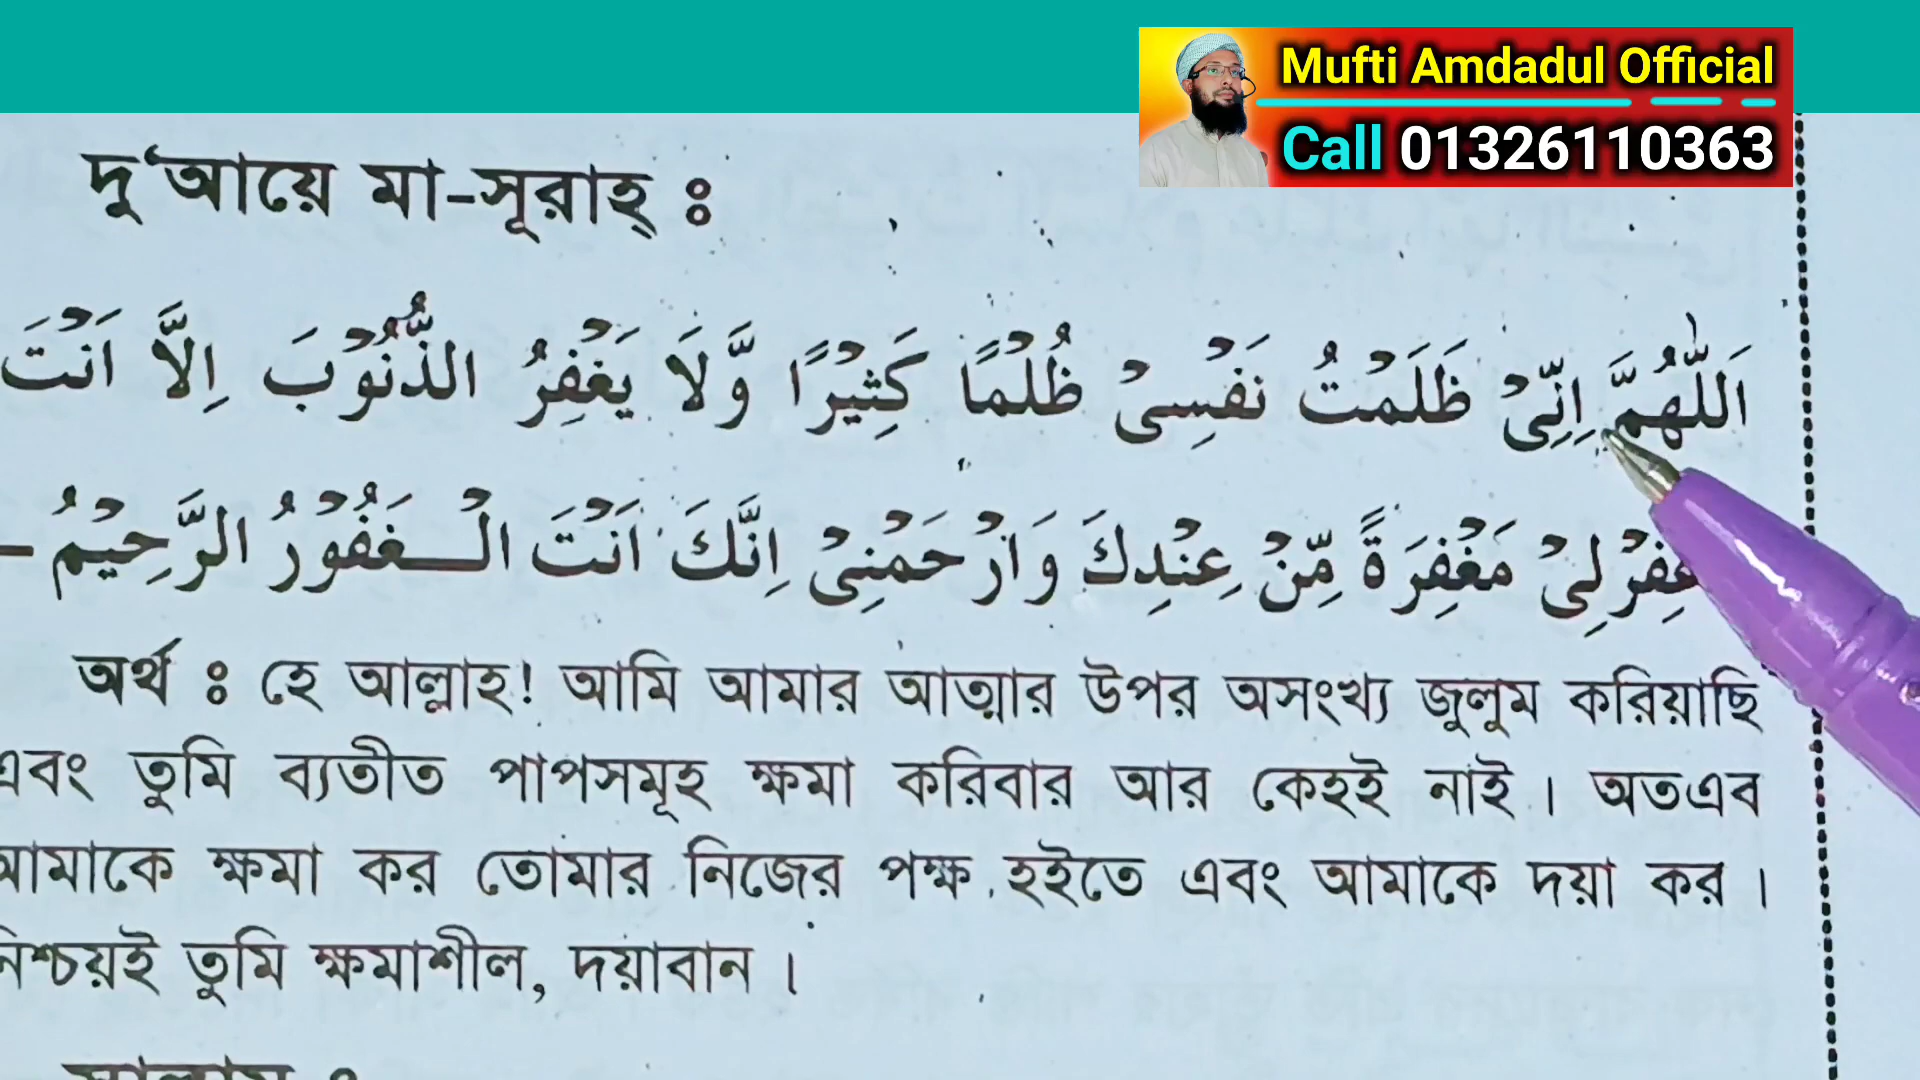 Mufti Amdadul Official
Call 01326110363
দু‘আয়ে মা-সূরাহ্ ঃ
اَللّٰهُمَّ اِنِّىْ ظَلَمْتُ نَفْسِىْ ظُلْمًا كَثِيْرًا وَّلَا يَغْفِرُ الذُّنُوْبَ اِلَّا اَنْتَ
مَغْفِرَةً مِّنْ عِنْدِكَ وَارْحَمْنِىْ اِنَّكَ اَنْتَ الْـغَفُوْرُ الرَّحِيْمُ -
অর্থ ঃ হে আল্লাহ! আমি আমার আত্মার উপর অসংখ্য জুলুম করিয়াছি
এবং তুমি ব্যতীত পাপসমূহ ক্ষমা করিবার আর কেহই নাই। অতএব
আমাকে ক্ষমা কর তোমার নিজের পক্ষ হইতে এবং আমাকে দয়া কর।
নিশ্চয়ই তুমি ক্ষমাশীল, দয়াবান।